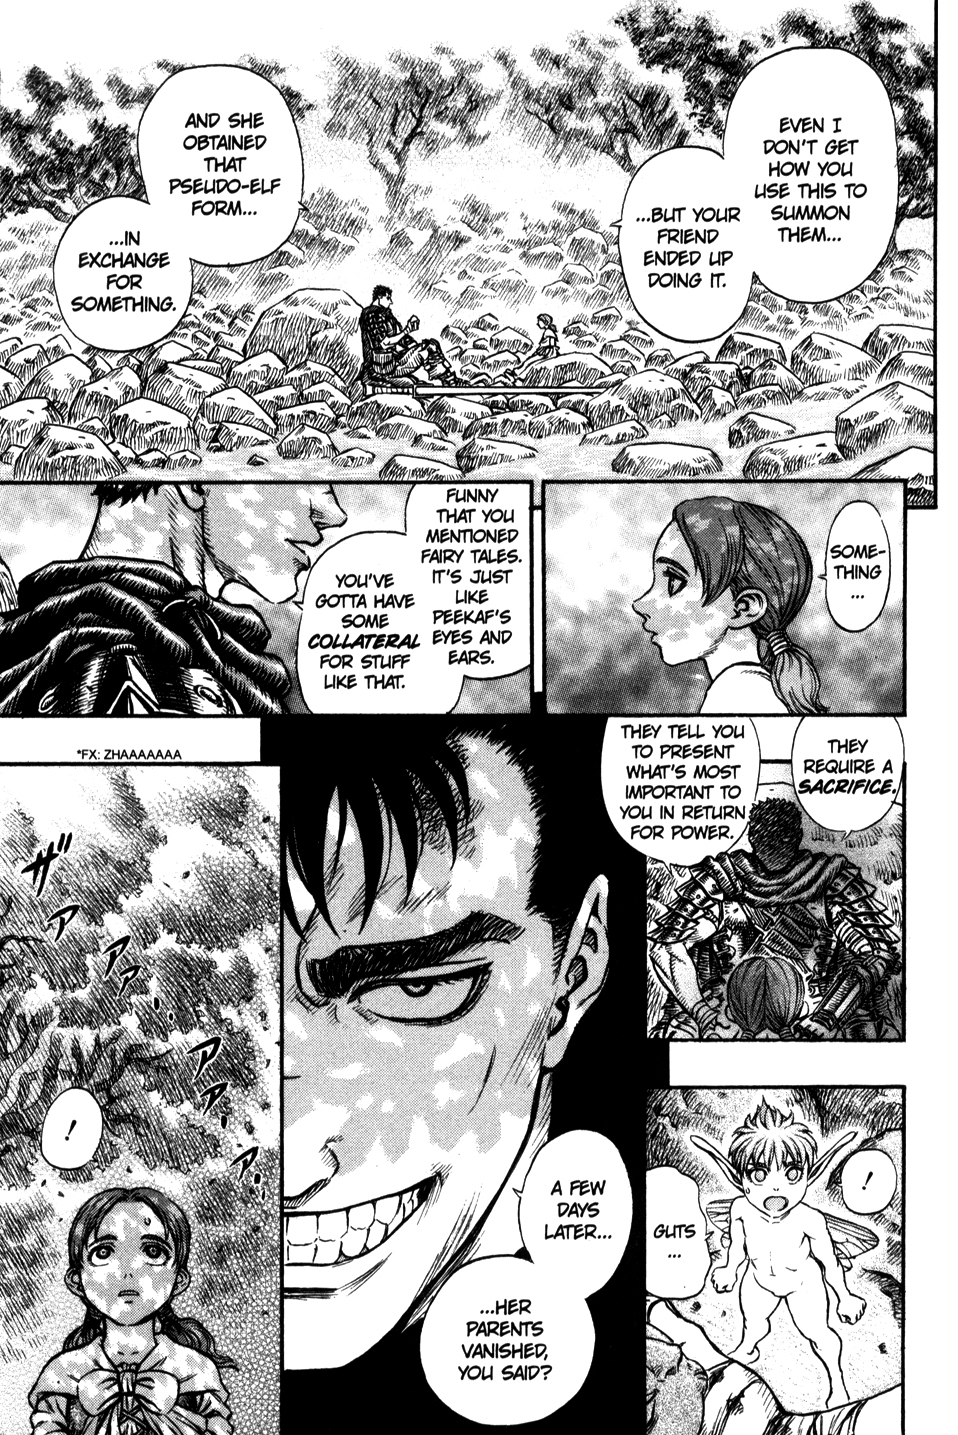 EVEN I
DON'T GET
HOW YOU
USE THIS TO
SUMMON
THEM...
...BUT YOUR
FRIEND
ENDED UP
DOING IT.
AND SHE
OBTAINED
THAT
PSEUDO-ELF
FORM...
...IN
EXCHANGE
FOR
SOMETHING.
SOME-
THING
...
FUNNY
THAT YOU
MENTIONED
FAIRY TALES.
IT'S JUST
LIKE
PEEKAF'S
EYES AND
EARS.
YOU'VE
GOTTA HAVE
SOME
COLLATERAL
FOR STUFF
LIKE THAT.
THEY
REQUIRE A
SACRIFICE.
THEY TELL YOU
TO PRESENT
WHAT'S MOST
IMPORTANT TO
YOU IN RETURN
FOR POWER.
!
GUTS
...
A FEW
DAYS
LATER...
...HER
PARENTS
VANISHED,
YOU SAID?
*FX: ZHAAAAAAA
ザ
ア
ア
ア
ア
!